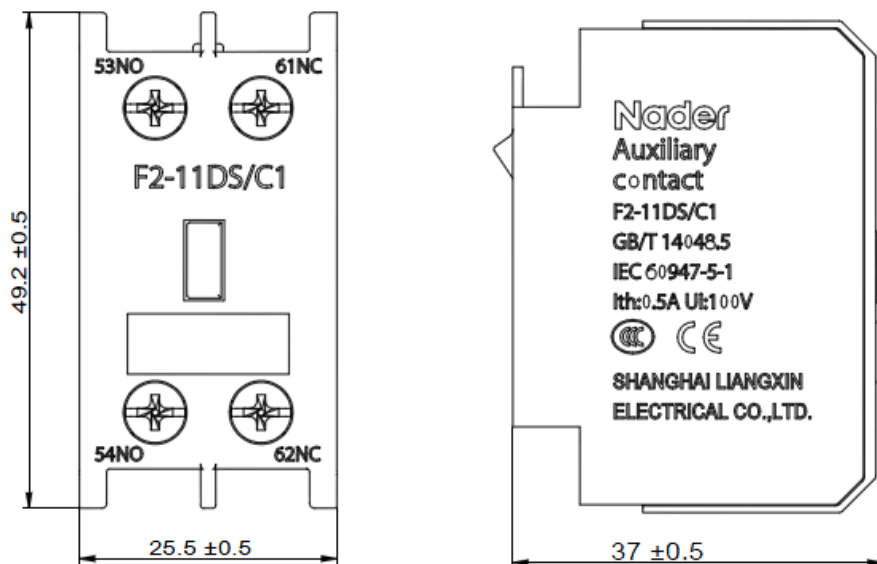 53NO 61NC
F2-11DS/C1
54NO 62NC
49.2 ±0.5
25.5 ±0.5
Nader
Auxiliary
contact
F2-11DS/C1
GB/T 14048.5
IEC 60947-5-1
Ith:0.5A Ui:100V
CCC CE
SHANGHAI LIANGXIN
ELECTRICAL CO.,LTD.
37 ±0.5